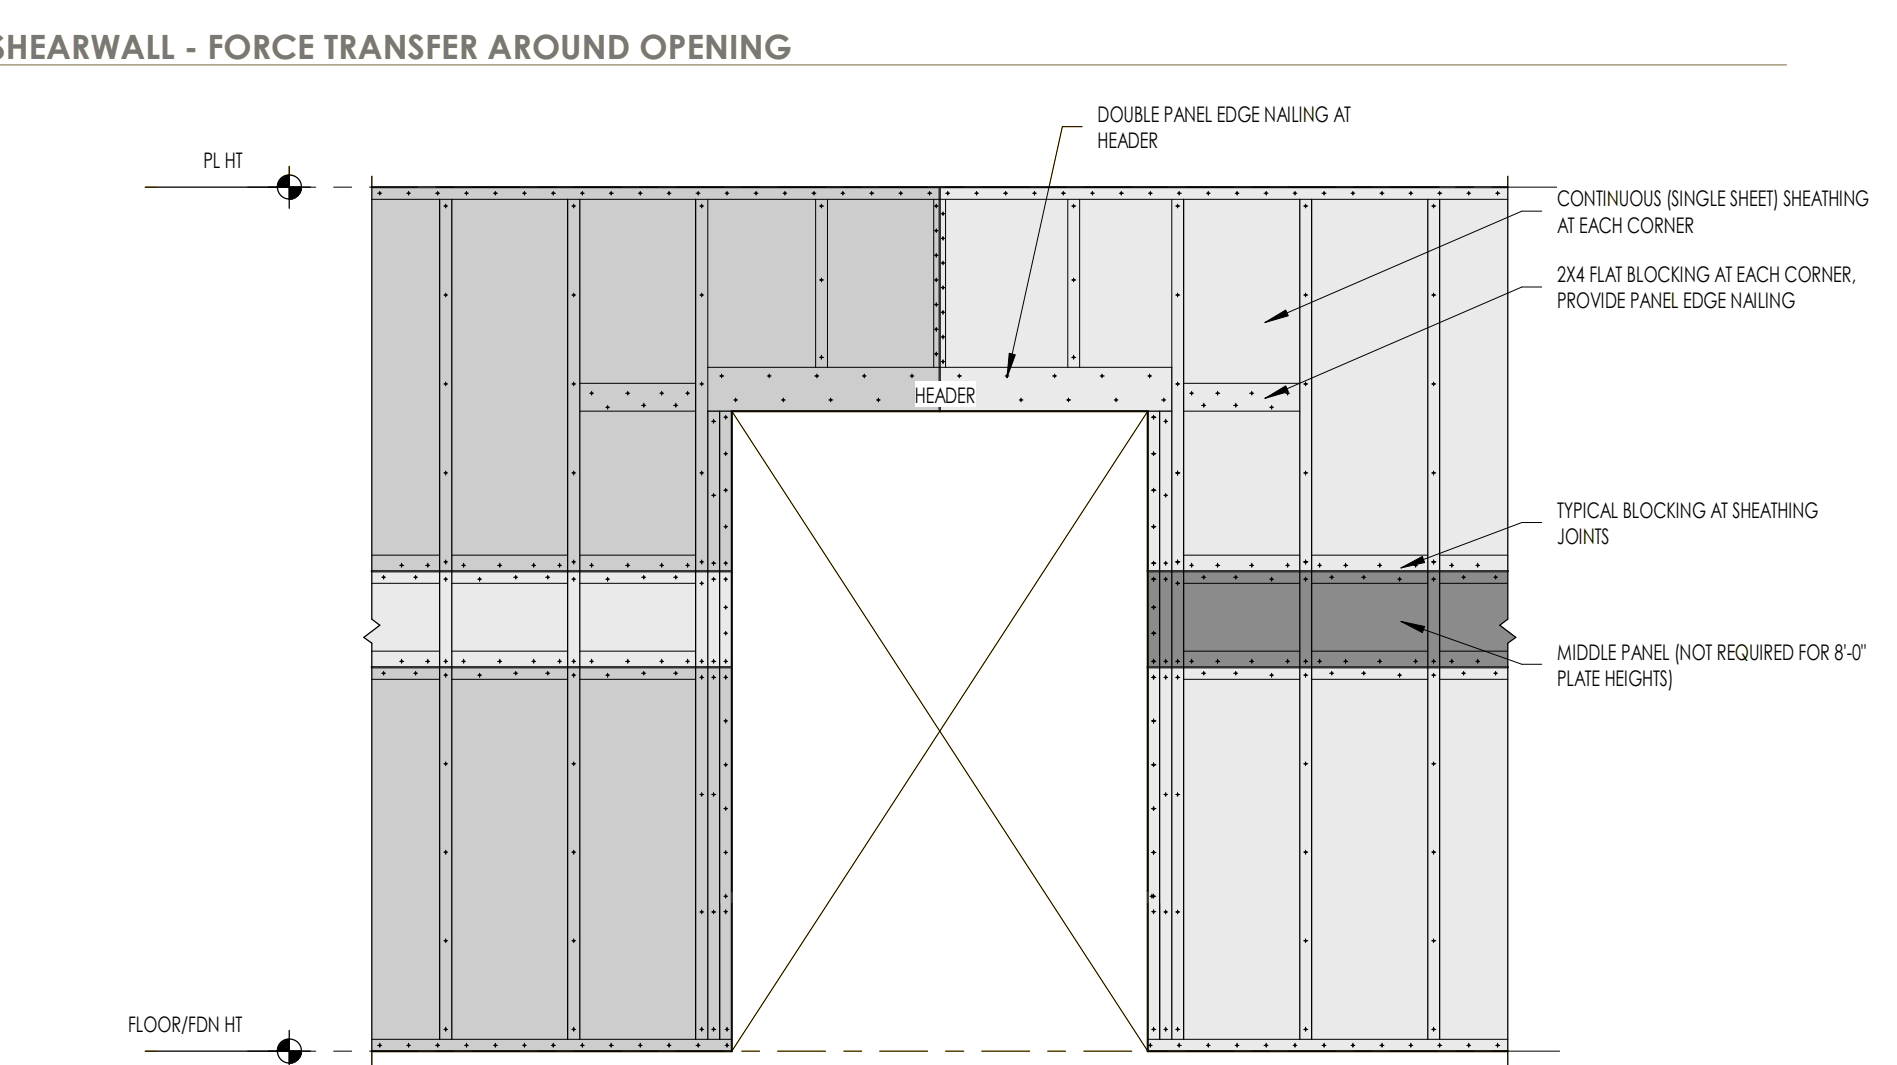 SHEARWALL - FORCE TRANSFER AROUND OPENING
DOUBLE PANEL EDGE NAILING AT
HEADER
PL HT
CONTINUOUS (SINGLE SHEET) SHEATHING
AT EACH CORNER
2X4 FLAT BLOCKING AT EACH CORNER,
PROVIDE PANEL EDGE NAILING
HEADER
TYPICAL BLOCKING AT SHEATHING
JOINTS
MIDDLE PANEL (NOT REQUIRED FOR 8'-0"
PLATE HEIGHTS)
FLOOR/FDN HT